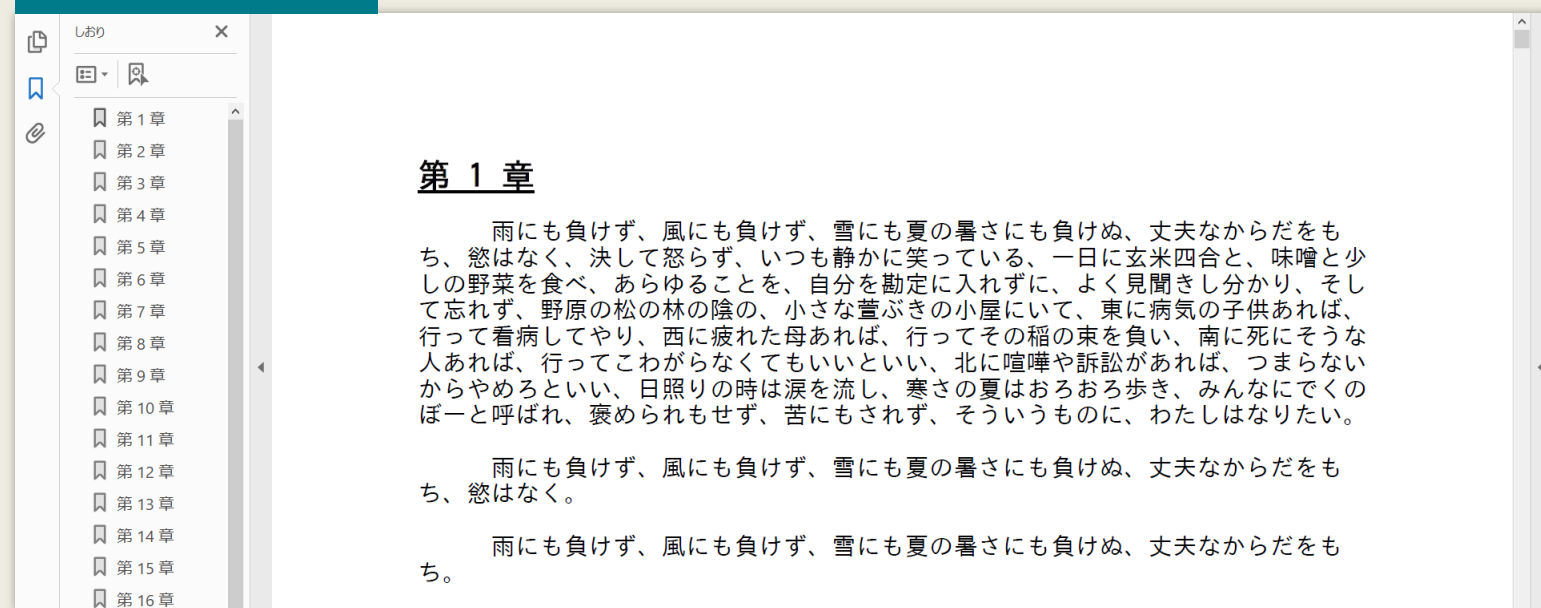 しおり
第 1 章
第 2 章
第 3 章
第 4 章
第 5 章
第 6 章
第 7 章
第 8 章
第 9 章
第 10 章
第 11 章
第 12 章
第 13 章
第 14 章
第 15 章
第 16 章
第 1 章
雨にも負けず、風にも負けず、雪にも夏の暑さにも負けぬ、丈夫なからだをも
ち、慾はなく、決して怒らず、いつも静かに笑っている、一日に玄米四合と、味噌と少
しの野菜を食べ、あらゆることを、自分を勘定に入れずに、よく見聞きし分かり、そし
て忘れず、野原の松の林の陰の、小さな萱ぶきの小屋にいて、東に病気の子供あれば、
行って看病してやり、西に疲れた母あれば、行ってその稲の束を負い、南に死にそうな
人あれば、行ってこわがらなくてもいいといい、北に喧嘩や訴訟があれば、つまらない
からやめろといい、日照りの時は涙を流し、寒さの夏はおろおろ歩き、みんなにでくの
ぼーと呼ばれ、褒められもせず、苦にもされず、そういうものに、わたしはなりたい。
雨にも負けず、風にも負けず、雪にも夏の暑さにも負けぬ、丈夫なからだをも
ち、慾はなく。
雨にも負けず、風にも負けず、雪にも夏の暑さにも負けぬ、丈夫なからだをも
ち。